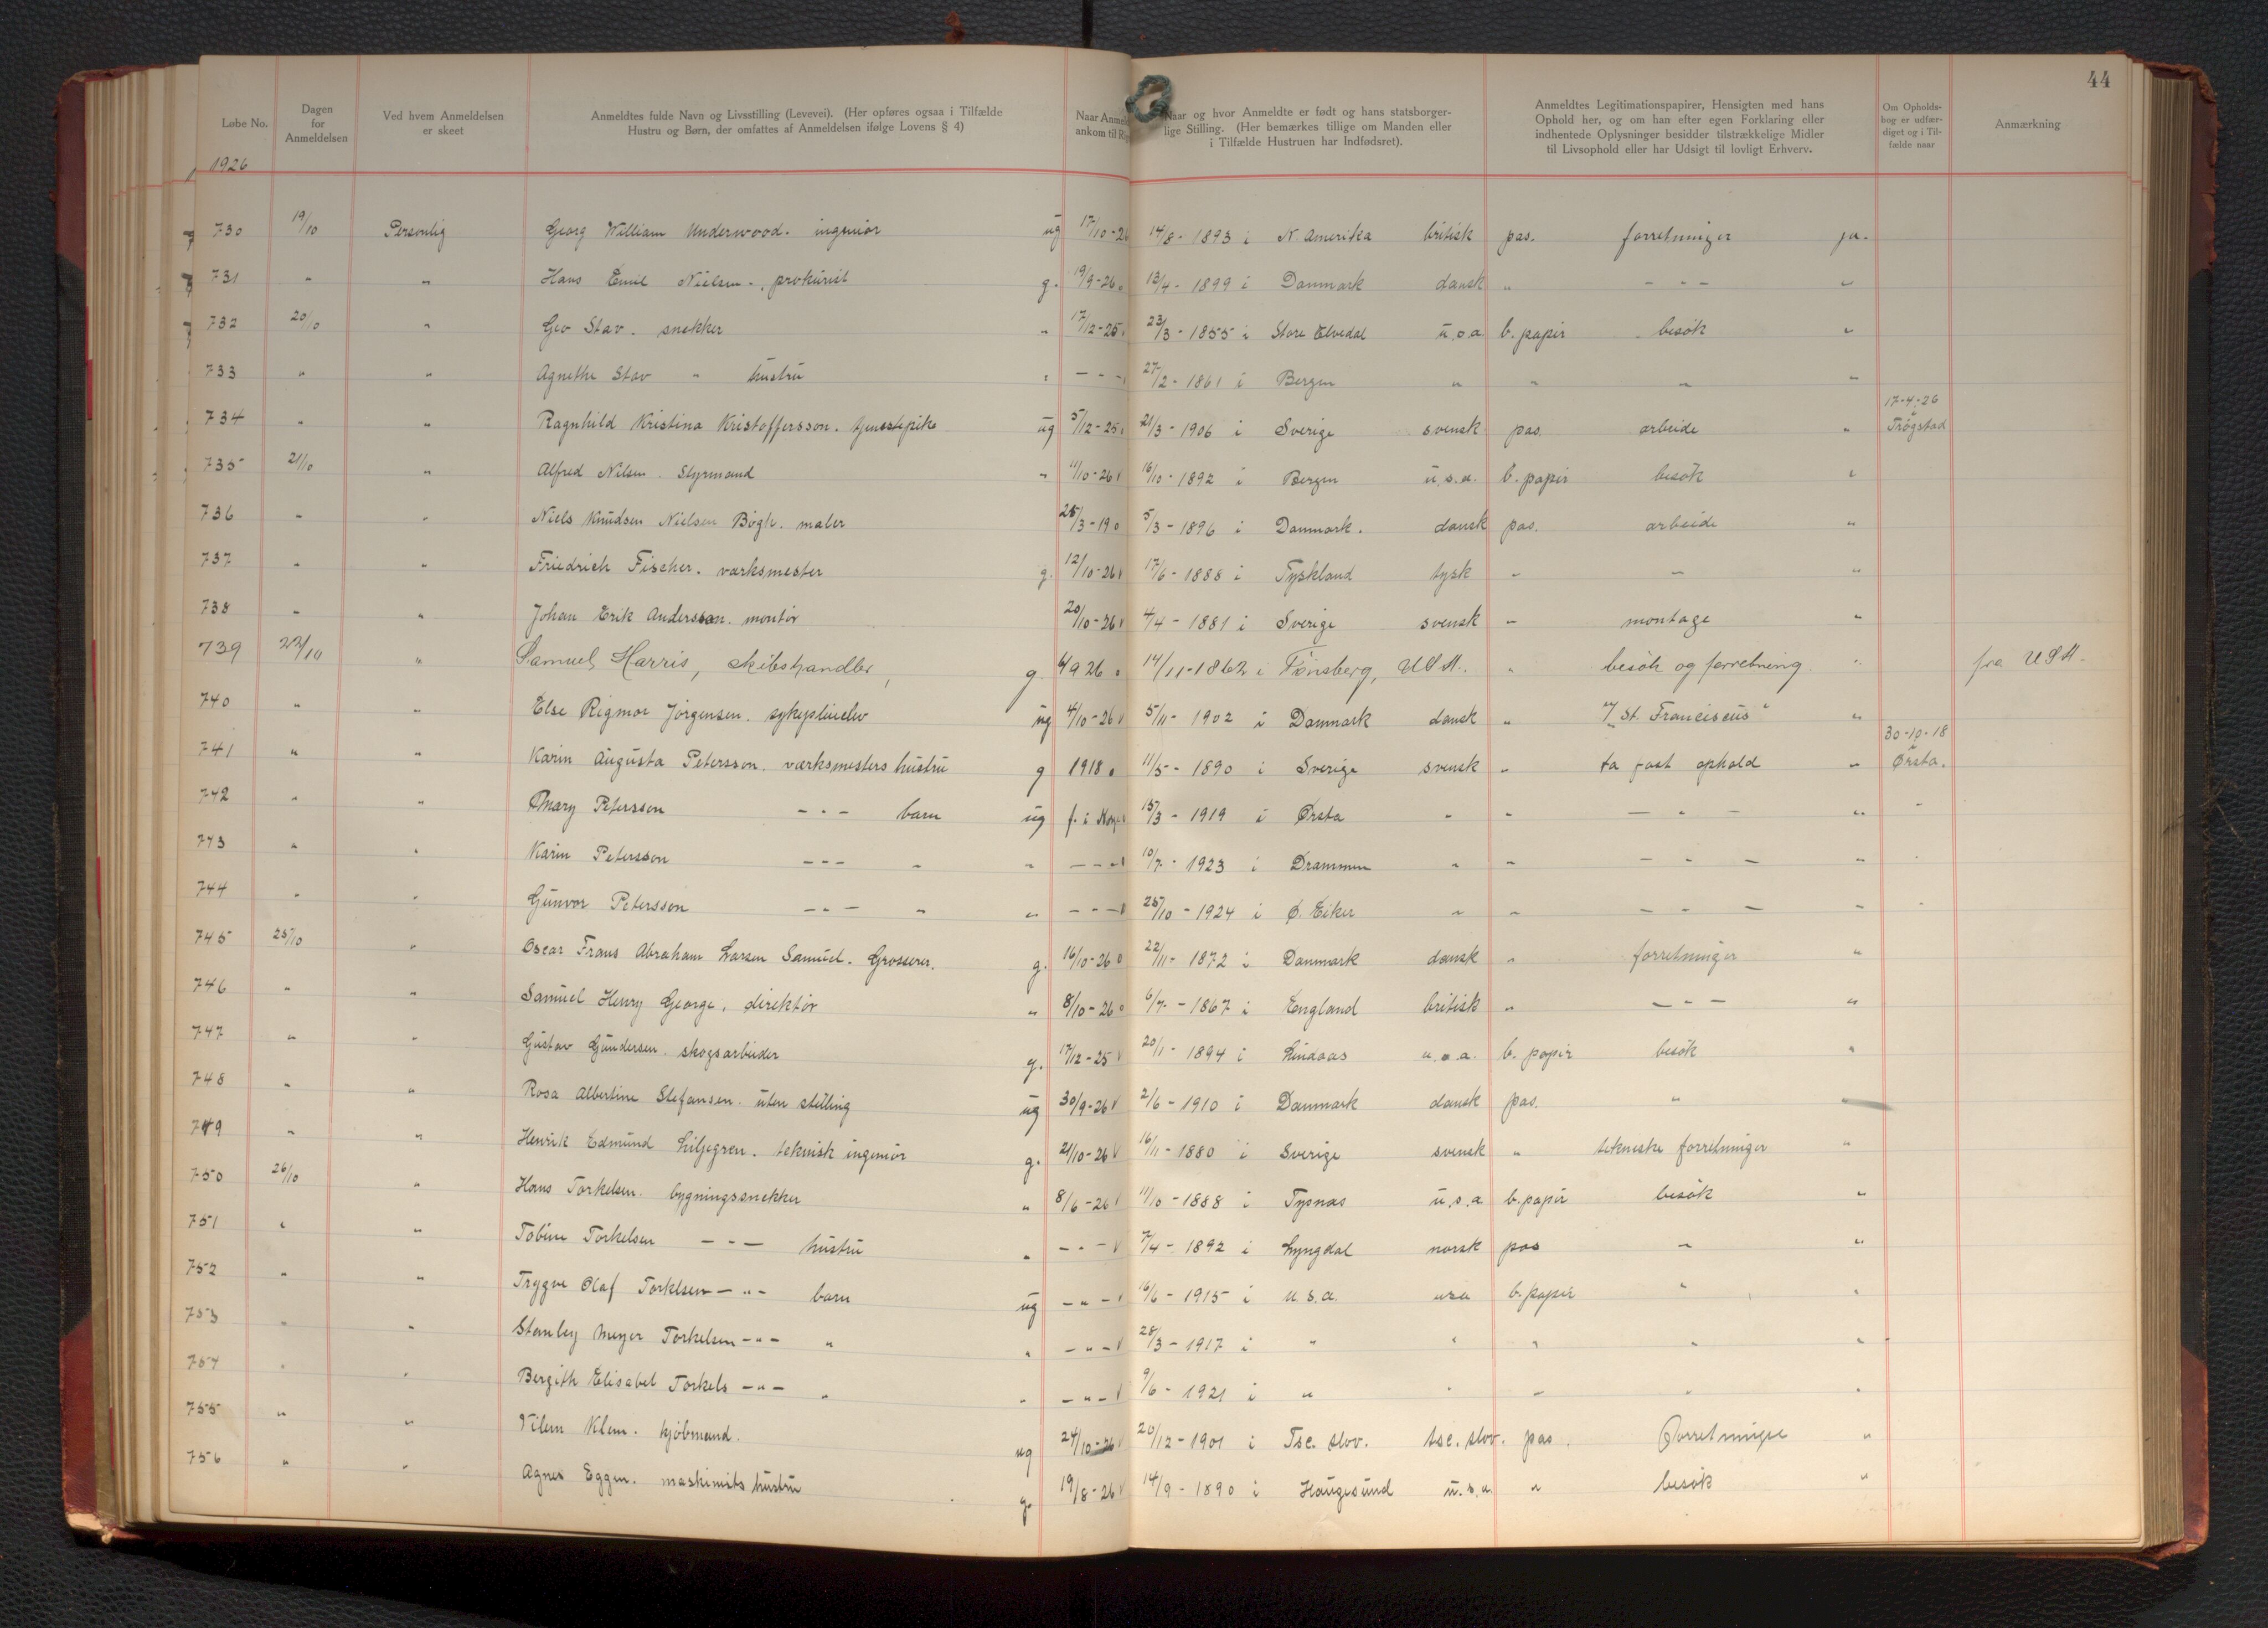 44
Løbe No.
Dagen for Anmeldelsen
Ved hvem Anmeldelsen er skeet
Anmeldtes fulde Navn og Livsstilling (Levevei). (Her opføres ogsaa i Tilfælde Hustru og Børn, der omfattes af Anmeldelsen ifølge Lovens § 4)
Naar Anmel ankom til R
Naar og hvor Anmeldte er født og hans statsborgerlige Stilling. (Her bemærkes tillige om Manden eller i Tilfælde Hustruen har Indfødsret).
Anmeldtes Legitimationspapirer, Hensigten med hans Ophold her, og om han efter egen Forklaring eller indhentede Oplysninger besidder tilstrækkelige Midler til Livsophold eller har Udsigt til lovligt Erhverv.
Om Opholdsbog er udfærdiget og i Tilfælde naar
Anmærkning
1926
730 19/10 Personlig Georg William Underwood. ingeniør ug 17/10-26 14/8-1893 i N. Amerika britisk pas. forretninger ja.
731 " " Hans Emil Nielsen., prokurist g. 19/9-26 13/4-1899 i Danmark dansk " - " - "
732 20/10 " Geo Stav. snekker " 17/12-25 23/3-1855 i Store Elvedal u.s.a b. papir besøk "
733 " " Agnethe Stav " hustru " - " - 27/2-1861 i Bergen " " " "
734 " " Ragnhild Kristina Kristoffersson. tjenestepike ug 5/12-25 21/3-1906 i Sverige svensk pas. arbeide " 17-4-26 i Trøgstad
735 21/10 " Alfred Nilsen. Styrmand " 11/10-26 16/10-1892 i Bergen u.s.a. b. papir besøk "
736 " " Niels Knudsen Nielsen Bøgh. maler 25/3-19 5/3-1896 i Danmark. dansk pas. arbeide "
737 " " Friedrich Fischer. værksmester g. 12/10-26 17/6-1888 i Tyskland tysk " " "
738 " " Johan Erik Andersson. montør 20/10-26 4/4-1881 i Sverige svensk " montage "
739 22/10 " Samuel Harris, skibshandler, g. 4/9 26 14/11-1862 i Tønsberg, USA. " besøk og forretning. " fra USA.
740 " " Else Rigmor Jørgensen. sykepleielev ug 4/10-26 5/11-1902 i Danmark dansk " "St. Franciscus" "
741 " " Karin Augusta Petersson. værksmesters hustru g 1918 11/5-1890 i Sverige svensk " ta fast ophold " 30-10-18 i Ørsta.
742 " " Mary Petersson - " - barn ug f. i Norge 15/3-1919 i Ørsta " " - " - " "
743 " " Karin Petersson - " - " " - " - 10/7-1923 i Drammen " " - " - " "
744 " " Gunvor Petersson - " - " " - " - 25/10-1924 i Ø. Eiker " " - " - " "
745 25/10 " Oscar Frans Abraham Larsen Samuel. Grosserer. g. 16/10-26 22/11-1872 i Danmark dansk " forretninger "
746 " " Samuel Henry George, direktør " 8/10-26 6/7-1867 i England britisk " - " - "
747 " " Gustav Gundersen. skogsarbeider g. 17/12-25 20/1-1894 i Lindaas u.s.a. b. papir besøk "
748 " " Rosa Albertine Stefansen. uten stilling ug 30/9-26 2/6-1910 i Danmark dansk pas. " "
749 " " Henrik Edmund Liljegren. teknisk ingeniør g. 21/10-26 16/11-1880 i Sverige svensk " tekniske forretninger "
750 26/10 " Hans Torkelsen. bygningssnekker " 8/6-26 11/10-1888 i Tysnas u.s.a b. papir besøk "
751 " " Tobine Torkelsen - " - hustru " - " - 7/4-1892 i Lyngdal norsk pas " "
752 " " Trygve Olaf Torklsen - " - barn ug - " - 16/6-1915 i u.s.a. usa b. papir " "
753 " " Stanley Meyer Torkelsen - " - " " - " - 28/3-1917 i " " " " "
754 " " Bergith Elisabet Torkels - " - " " - " - 9/6-1921 i " " " " "
755 " " Vilem Klem. kjøbmand. ug 24/10-26 20/12-1901 i Tsc. slov. tsc. slov. pas. Forretninger "
756 " " Agnes Eggen. maskinists hustru g. 19/8-26 14/9-1890 i Haugesund u.s.a. " besøk "